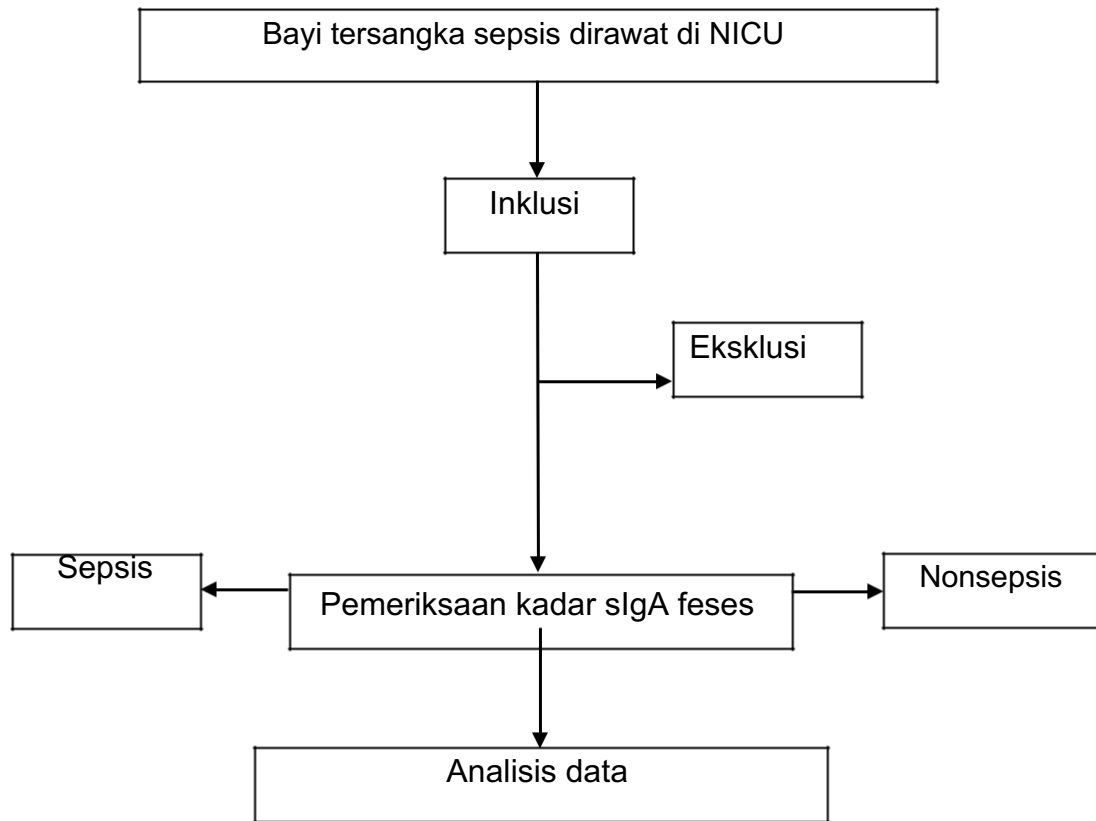 Bayi tersangka sepsis dirawat di NICU
Inklusi
Eksklusi
Sepsis
Pemeriksaan kadar sIgA feses
Nonsepsis
Analisis data